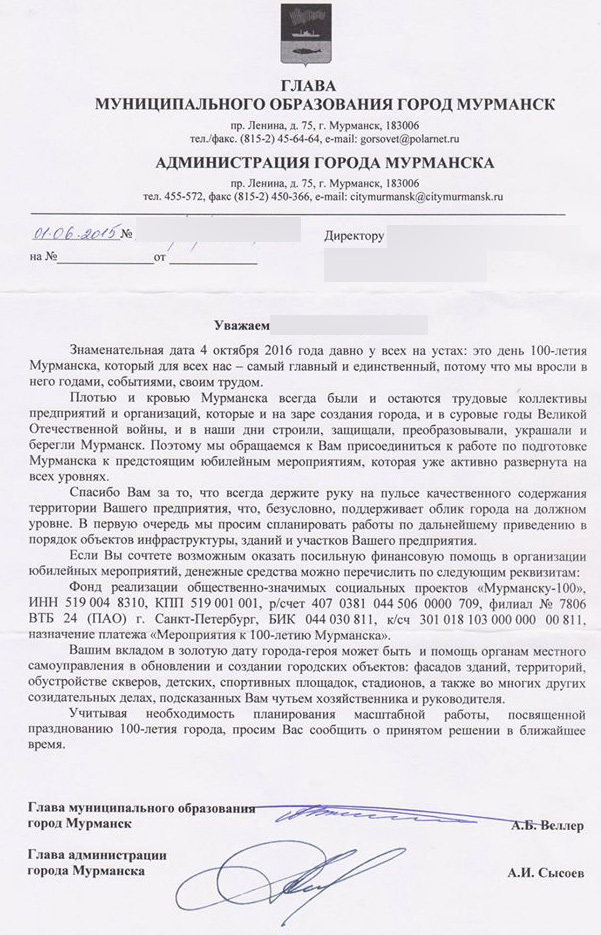 ГЛАВА
МУНИЦИПАЛЬНОГО ОБРАЗОВАНИЯ ГОРОД МУРМАНСК
пр. Ленина, д. 75, г. Мурманск, 183006
тел./факс. (815-2) 45-64-64, e-mail: gorsovet@polarnet.ru
АДМИНИСТРАЦИЯ ГОРОДА МУРМАНСКА
пр. Ленина, д. 75, г. Мурманск, 183006
тел. 455-572, факс (815-2) 450-366, e-mail: citymurmansk@citymurmansk.ru
01.06.2015 №
Директору
на №______________от _____________
Уважаем
Знаменательная дата 4 октября 2016 года давно у всех на устах: это день 100-летия
Мурманска, который для всех нас – самый главный и единственный, потому что мы вросли в
него годами, событиями, своим трудом.
Плотью и кровью Мурманска всегда были и остаются трудовые коллективы
предприятий и организаций, которые и на заре создания города, и в суровые годы Великой
Отечественной войны, и в наши дни строили, защищали, преобразовывали, украшали и
берегли Мурманск. Поэтому мы обращаемся к Вам присоединиться к работе по подготовке
Мурманска к предстоящим юбилейным мероприятиям, которая уже активно развернута на
всех уровнях.
Спасибо Вам за то, что всегда держите руку на пульсе качественного содержания
территории Вашего предприятия, что, безусловно, поддерживает облик города на должном
уровне. В первую очередь мы просим спланировать работы по дальнейшему приведению в
порядок объектов инфраструктуры, зданий и участков Вашего предприятия.
Если Вы сочтете возможным оказать посильную финансовую помощь в организации
юбилейных мероприятий, денежные средства можно перечислить по следующим реквизитам:
Фонд реализации общественно-значимых социальных проектов «Мурманску-100»,
ИНН 519 004 8310, КПП 519 001 001, р/счет 407 0381 044 506 0000 709, филиал № 7806
ВТБ 24 (ПАО) г. Санкт-Петербург, БИК 044 030 811, к/сч 301 018 103 000 000 00 811,
назначение платежа «Мероприятия к 100-летию Мурманска».
Вашим вкладом в золотую дату города-героя может быть и помощь органам местного
самоуправления в обновлении и создании городских объектов: фасадов зданий, территорий,
обустройстве скверов, детских, спортивных площадок, стадионов, а также во многих других
созидательных делах, подсказанных Вам чутьем хозяйственника и руководителя.
Учитывая необходимость планирования масштабной работы, посвященной
празднованию 100-летия города, просим Вас сообщить о принятом решении в ближайшее
время.
Глава муниципального образования
город Мурманск
А.Б. Веллер
Глава администрации
города Мурманска
А.И. Сысоев